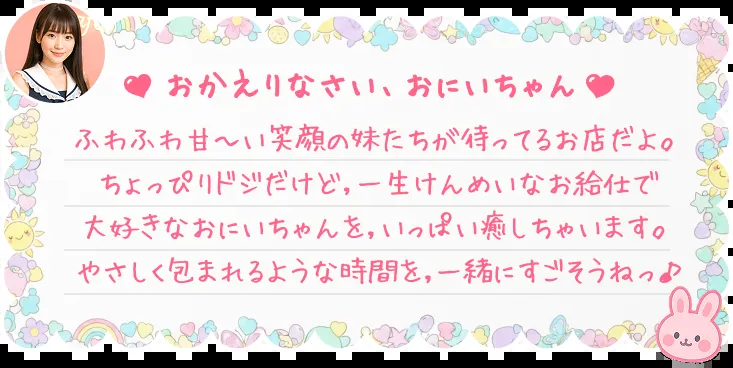 ♥ おかえりなさい、おにいちゃん ♥
ふわふわ甘〜い笑顔の妹たちが待ってるお店だよ。
ちょっぴりドジだけど,一生けんめいなお給仕で
大好きなおにいちゃんを,いっぱい癒しちゃいます。
やさしく包まれるような時間を,一緒にすごそうねっ♪